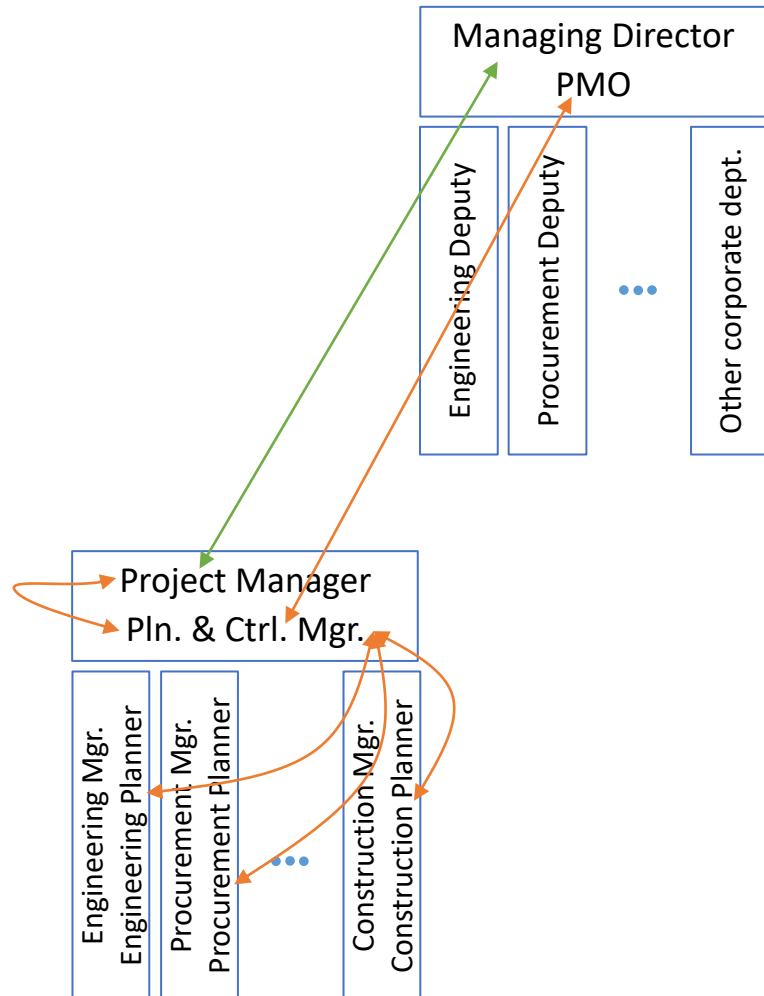 Managing Director
PMO
Engineering Deputy
Procurement Deputy
Other corporate dept.
Project Manager
Pln. & Ctrl. Mgr.
Engineering Mgr.
Engineering Planner
Procurement Mgr.
Procurement Planner
Construction Mgr.
Construction Planner